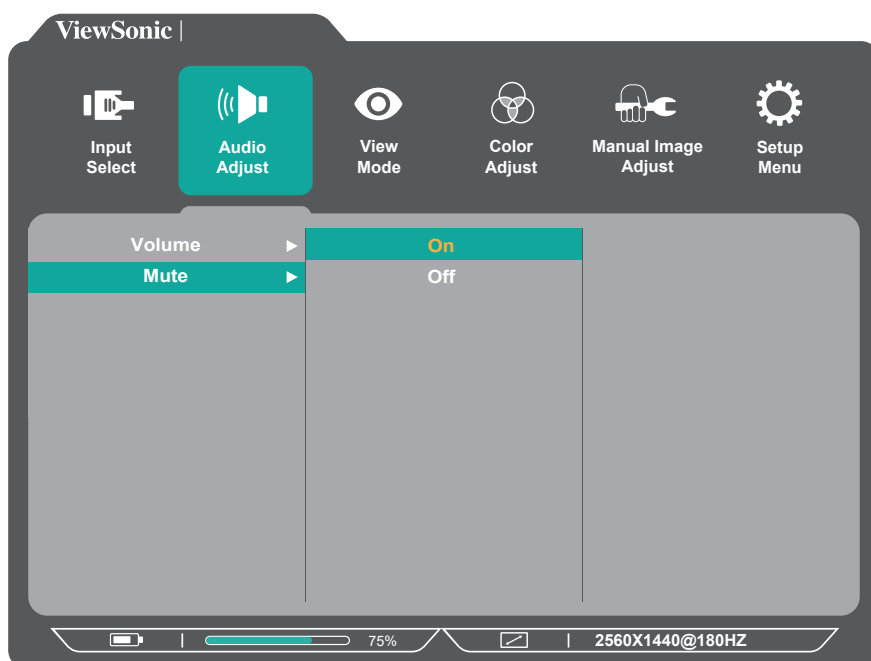 ViewSonic |
Input Select
Audio Adjust
View Mode
Color Adjust
Manual Image Adjust
Setup Menu
Volume
On
Mute
Off
75%
| 2560X1440@180HZ